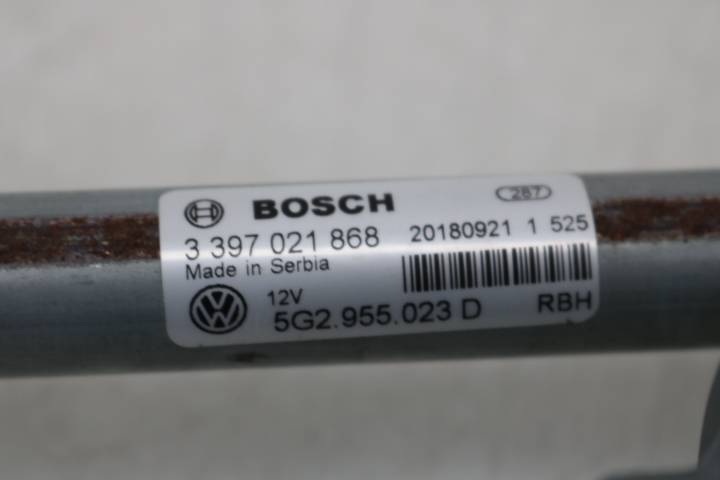 BOSCH 287
3 397 021 868 20180921 1 525
Made in Serbia
12V
5G2.955.023 D RBH